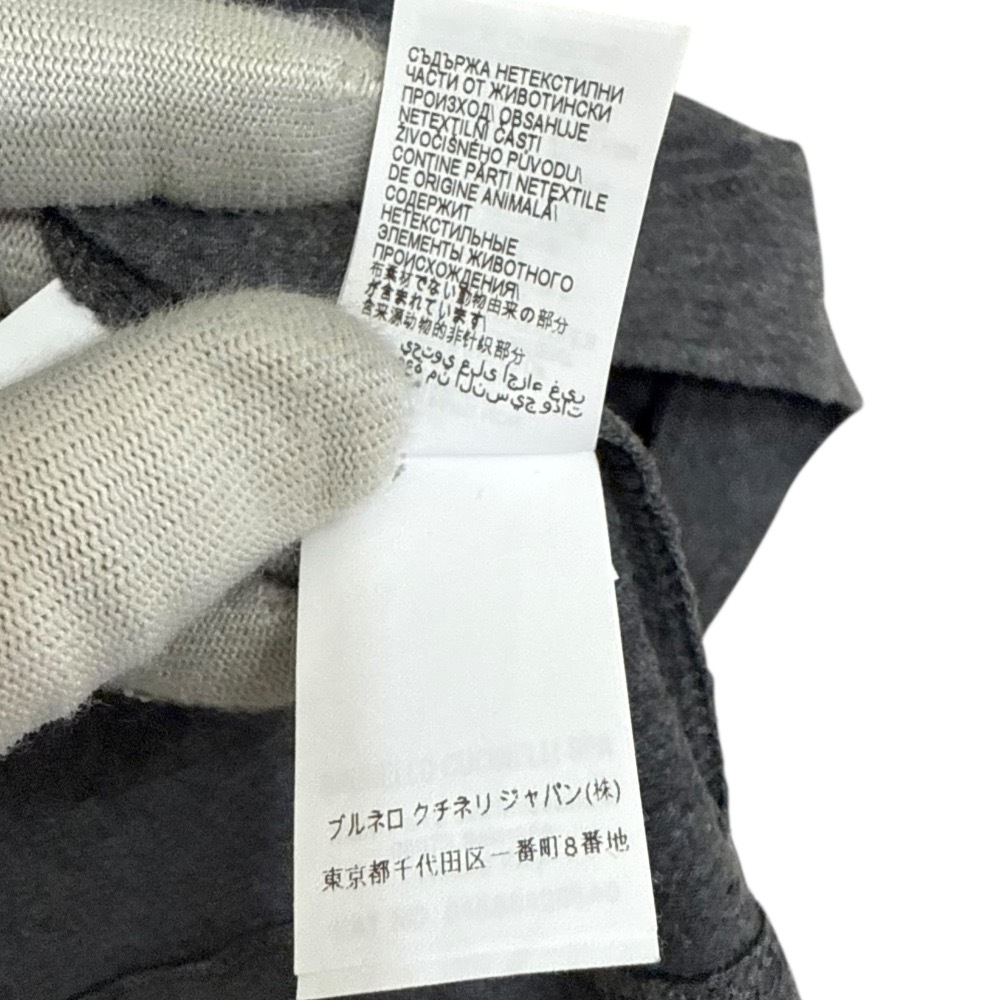 СЪДЪРЖА НЕТЕКСТИЛНИ
ЧАСТИ ОТ ЖИВОТИНСКИ
ПРОИЗХОД\ OBSAHUJE
NETEXTILNÍ ČÁSTI
ŽIVOČIŠNÉHO PŮVODU\
CONTINE PARTI NETEXTILE
DE ORIGINE ANIMALĂ\
СОДЕРЖИТ
НЕТЕКСТИЛЬНЫЕ
ЭЛЕМЕНТЫ ЖИВОТНОГО
ПРОИСХОЖДЕНИЯ\
布素材でない動物由来の部分
が含まれています\
含来源动物的非针织部分
يحتوي على أجزاء غير
من النسيج وذات
ブルネロ クチネリ ジャパン(株)
東京都千代田区一番町8番地